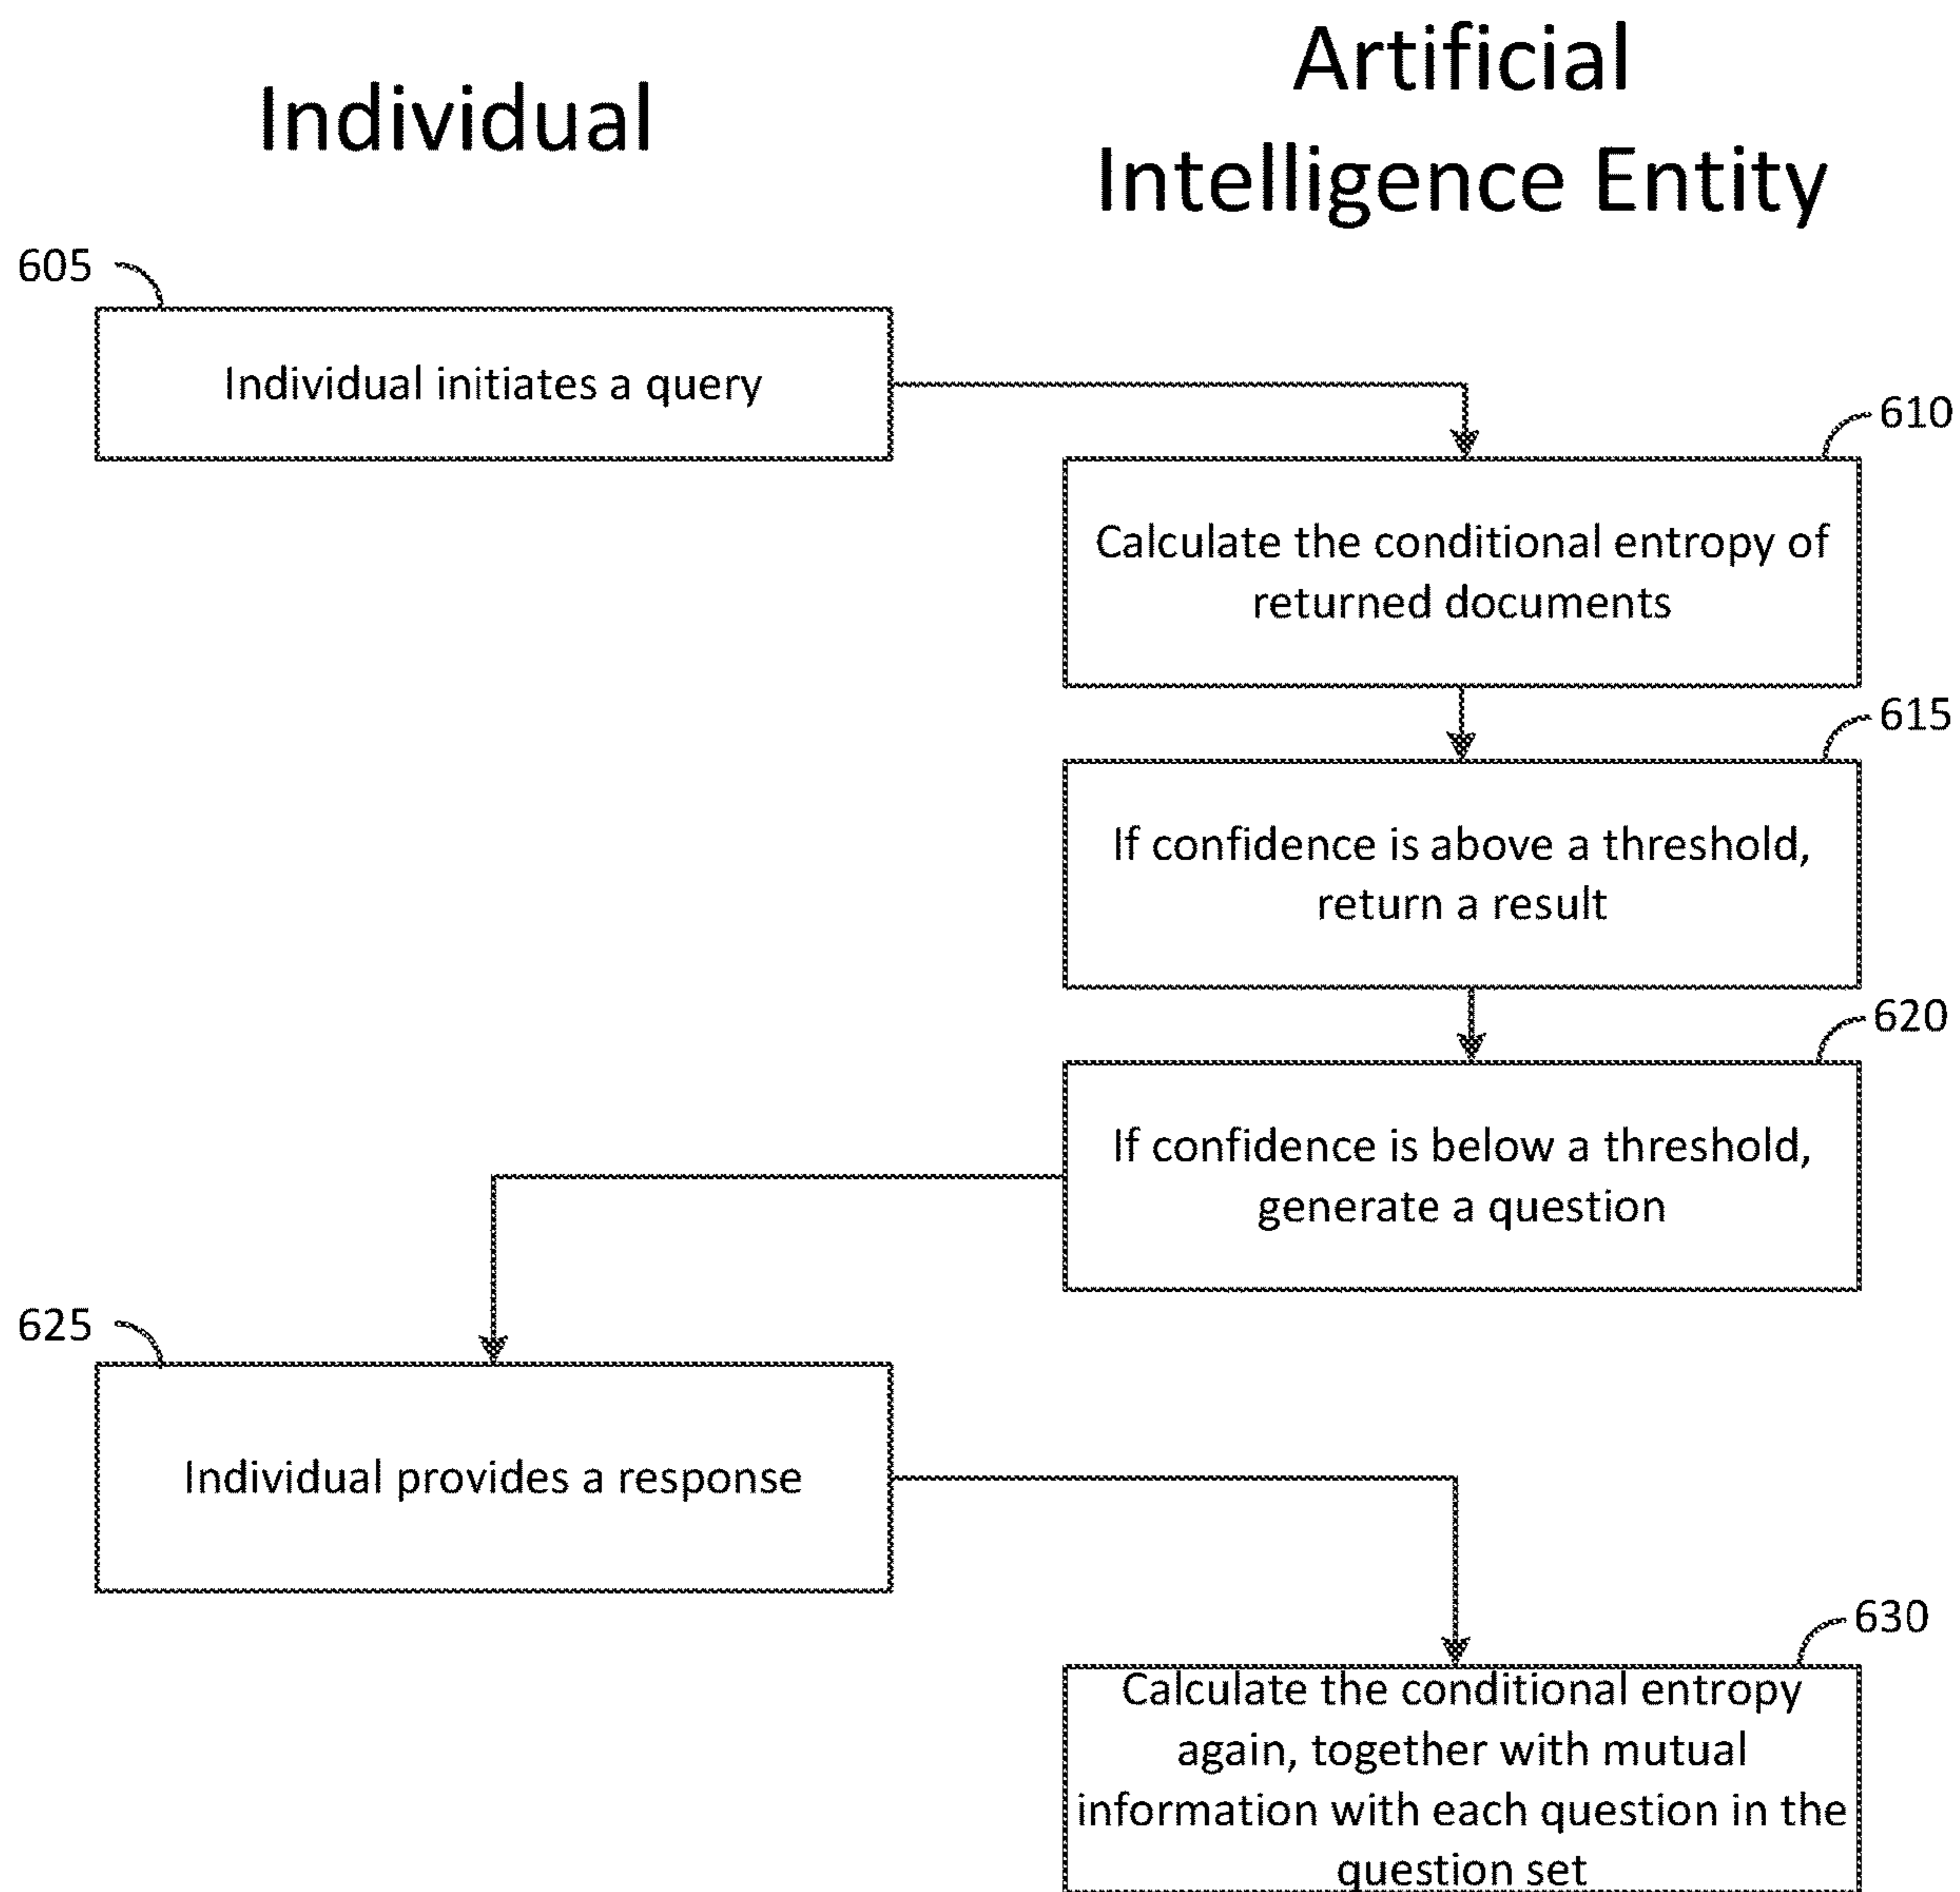 Individual
Artificial
Intelligence Entity
605
Individual initiates a query
610
Calculate the conditional entropy of
returned documents
615
If confidence is above a threshold,
return a result
620
If confidence is below a threshold,
generate a question
625
Individual provides a response
630
Calculate the conditional entropy
again, together with mutual
information with each question in the
question set